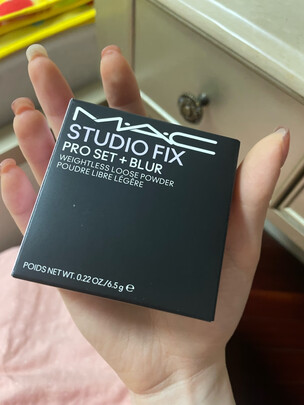 M·A·C
STUDIO FIX
PRO SET + BLUR
WEIGHTLESS LOOSE POWDER
POUDRE LIBRE LÉGÈRE
POIDS NET WT. 0.22 OZ./6.5 g ℮